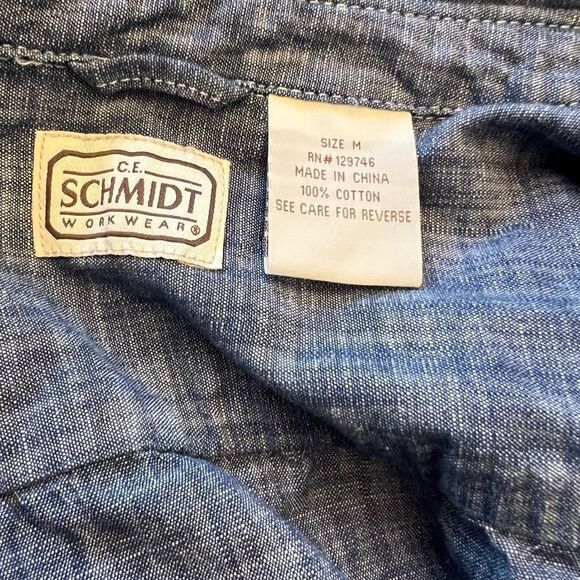 C.E.
SCHMIDT
WORKWEAR®
SIZE M
RN# 129746
MADE IN CHINA
100% COTTON
SEE CARE FOR REVERSE